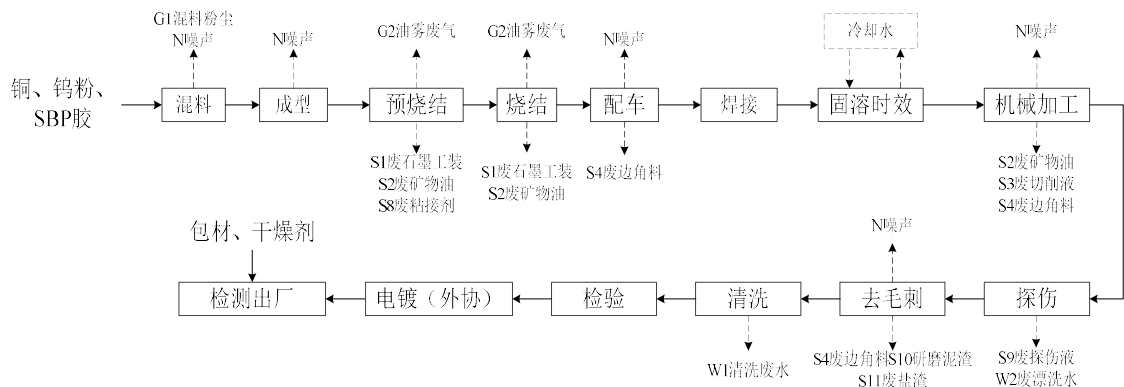 G1混料粉尘
N噪声
N噪声
G2油雾废气
G2油雾废气
N噪声
冷却水
N噪声
铜、钨粉、
SBP胶
混料
成型
预烧结
烧结
配车
焊接
固溶时效
机械加工
S1废石墨工装
S2废矿物油
S8废粘接剂
S1废石墨工装
S2废矿物油
S4废边角料
S2废矿物油
S3废切削液
S4废边角料
包材、干燥剂
N噪声
检测出厂
电镀（外协）
检验
清洗
去毛刺
探伤
W1清洗废水
S4废边角料S10研磨泥渣
S11废盐渣
S9废探伤液
W2废漂洗水